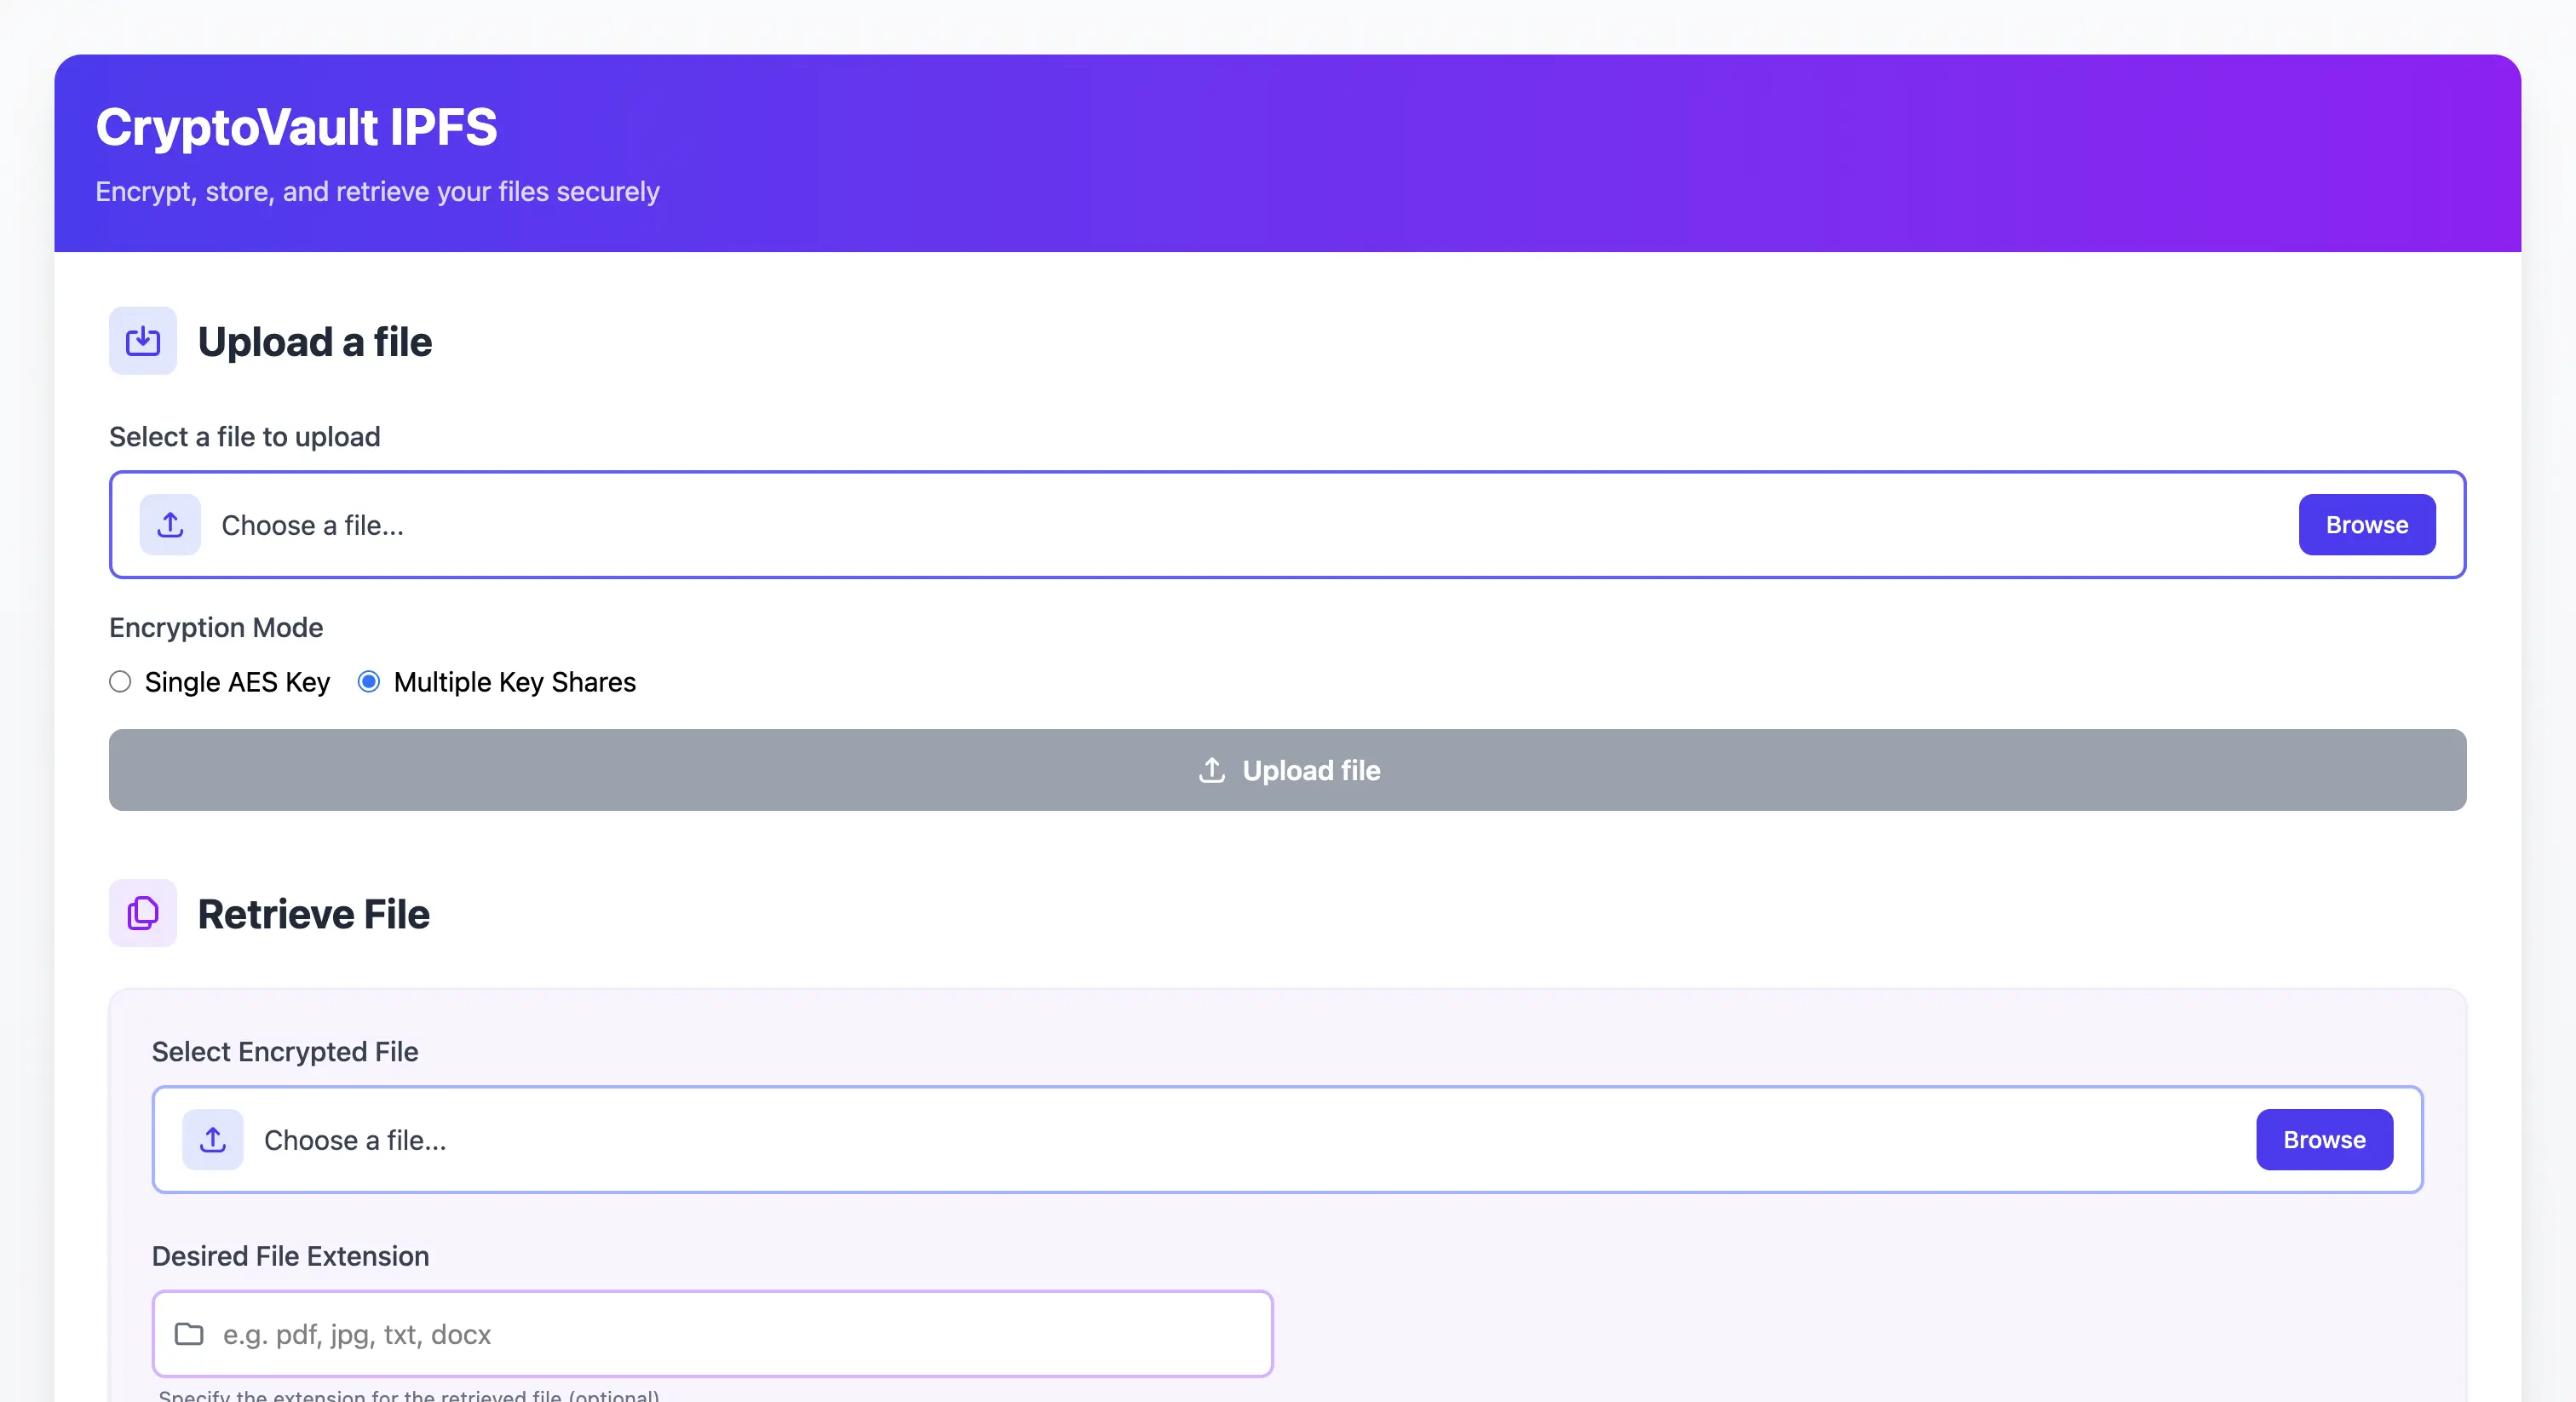 CryptoVault IPFS
Encrypt, store, and retrieve your files securely
Upload a file
Select a file to upload
Choose a file...
Browse
Encryption Mode
Single AES Key Multiple Key Shares
Upload file
Retrieve File
Select Encrypted File
Choose a file...
Browse
Desired File Extension
e.g. pdf, jpg, txt, docx
Specify the extension for the retrieved file (optional)